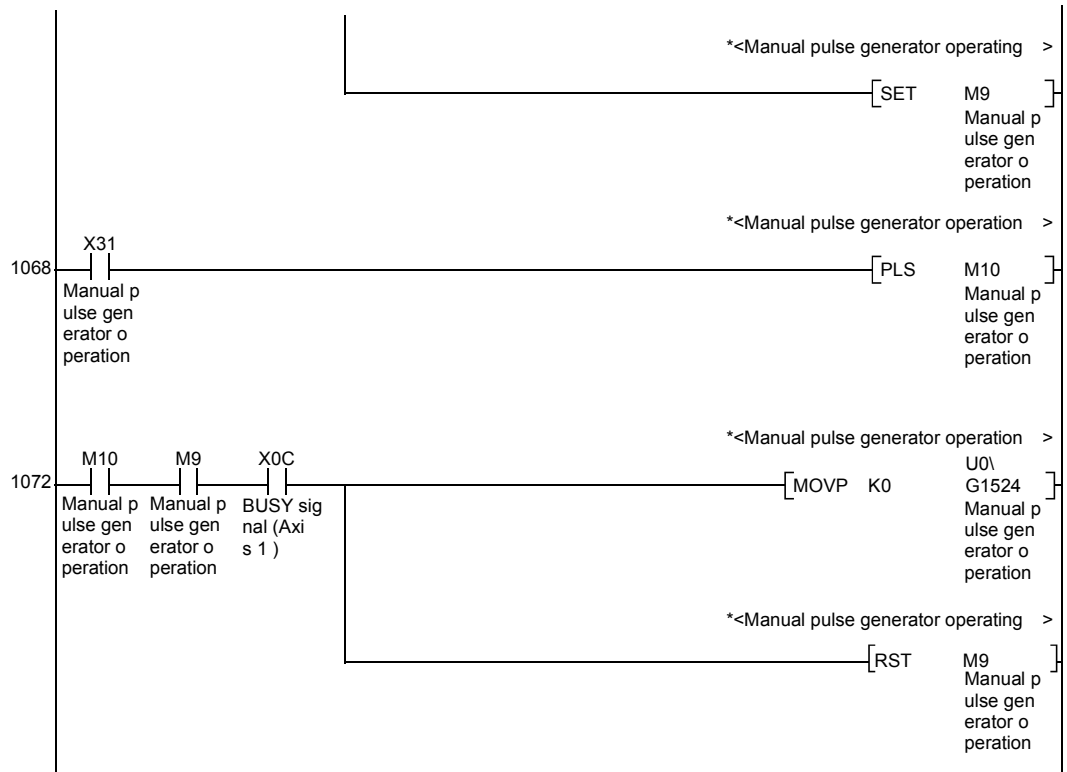 *<Manual pulse generator operating >
SET M9
Manual p
ulse gen
erator o
peration
*<Manual pulse generator operation >
X31
1068 PLS M10
Manual p
ulse gen
erator o
peration
Manual p
ulse gen
erator o
peration
*<Manual pulse generator operation >
M10 M9 X0C
1072 MOVP K0 U0\
G1524
Manual p
ulse gen
erator o
peration
Manual p
ulse gen
erator o
peration
BUSY sig
nal (Axi
s 1 )
Manual p
ulse gen
erator o
peration
*<Manual pulse generator operating >
RST M9
Manual p
ulse gen
erator o
peration